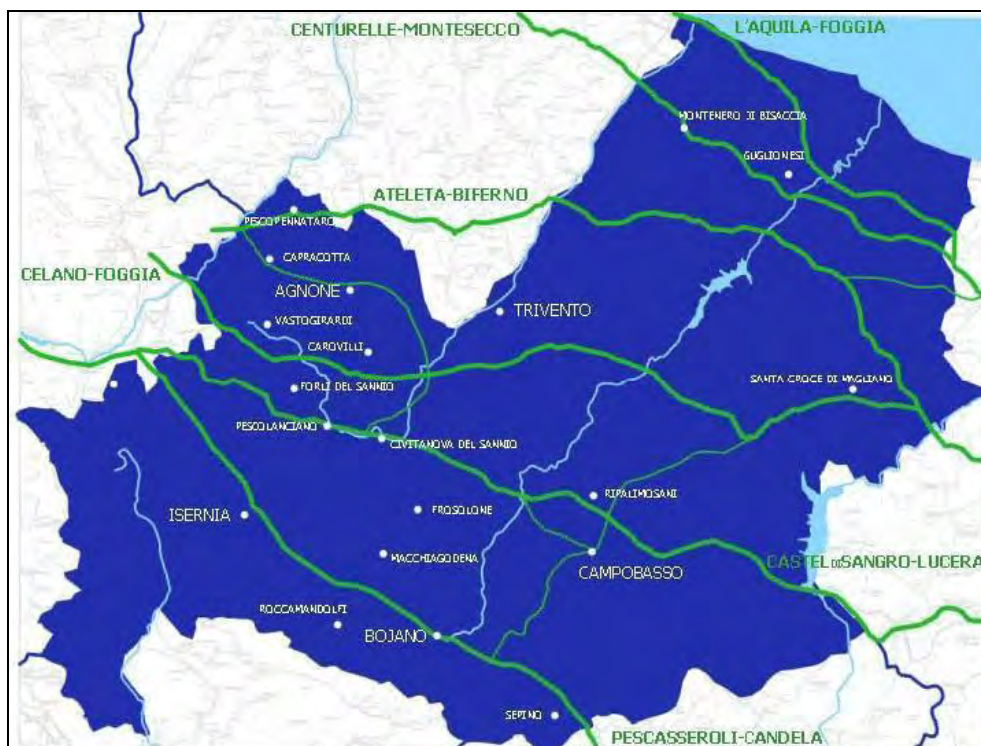 CENTURELLE-MONTESECCO
L'AQUILA-FOGGIA
MONTENERO DI BISACCIA
GUGLIONESI
ATELETA-BIFERNO
PESCOPENNATARO
CAPRACOTTA
CELANO-FOGGIA
AGNONE
TRIVENTO
VASTOGIRARDI
CAROVILLI
FORLI DEL SANNIO
SANTA CROCE DI MAGLIANO
PESCOLANCIANO
CIVITANOVA DEL SANNIO
RIPALIMOSANI
ISERNIA
FROSOLONE
MACCHIAGODENA
CAMPOBASSO
CASTEL DI SANGRO-LUCERA
ROCCAMANDOLFI
BOJANO
SEPINO
PESCASSEROLI-CANDELA